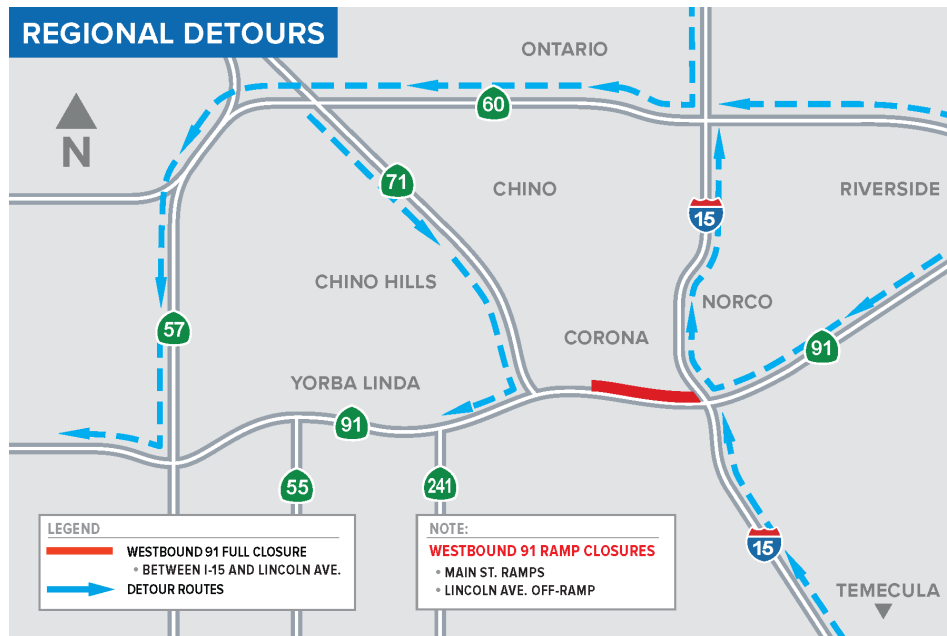 REGIONAL DETOURS
ONTARIO
60
N
71
CHINO
RIVERSIDE
15
CHINO HILLS
NORCO
57
CORONA
91
YORBA LINDA
91
55
241
15
LEGEND
WESTBOUND 91 FULL CLOSURE
• BETWEEN I-15 AND LINCOLN AVE.
DETOUR ROUTES
NOTE:
WESTBOUND 91 RAMP CLOSURES
• MAIN ST. RAMPS
• LINCOLN AVE. OFF-RAMP
TEMECULA